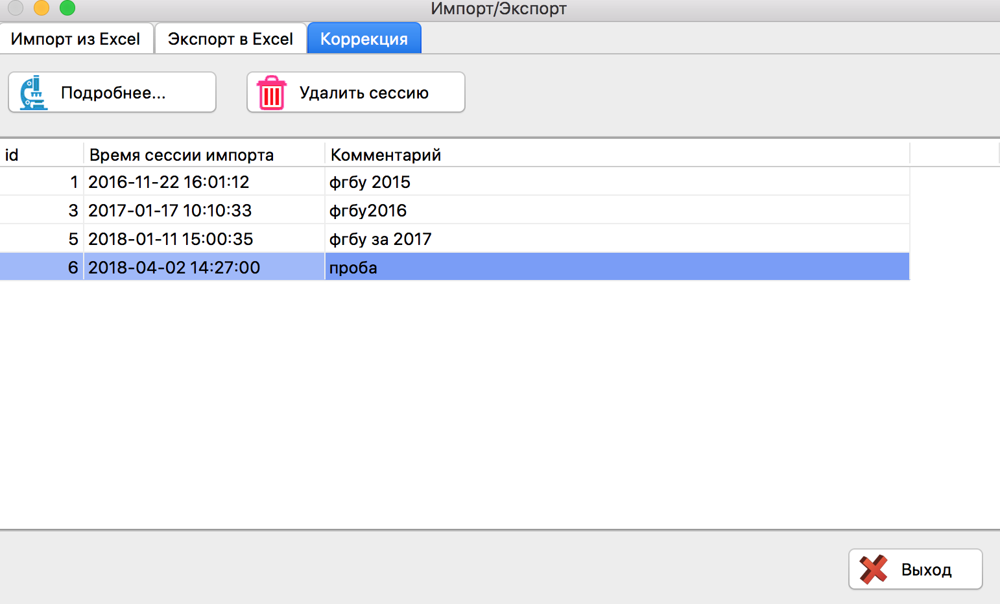 Импорт/Экспорт
Импорт из Excel Экспорт в Excel Коррекция
Подробнее... Удалить сессию
id Время сессии импорта Комментарий
1 2016-11-22 16:01:12 фгбу 2015
3 2017-01-17 10:10:33 фгбу2016
5 2018-01-11 15:00:35 фгбу за 2017
6 2018-04-02 14:27:00 проба
Выход